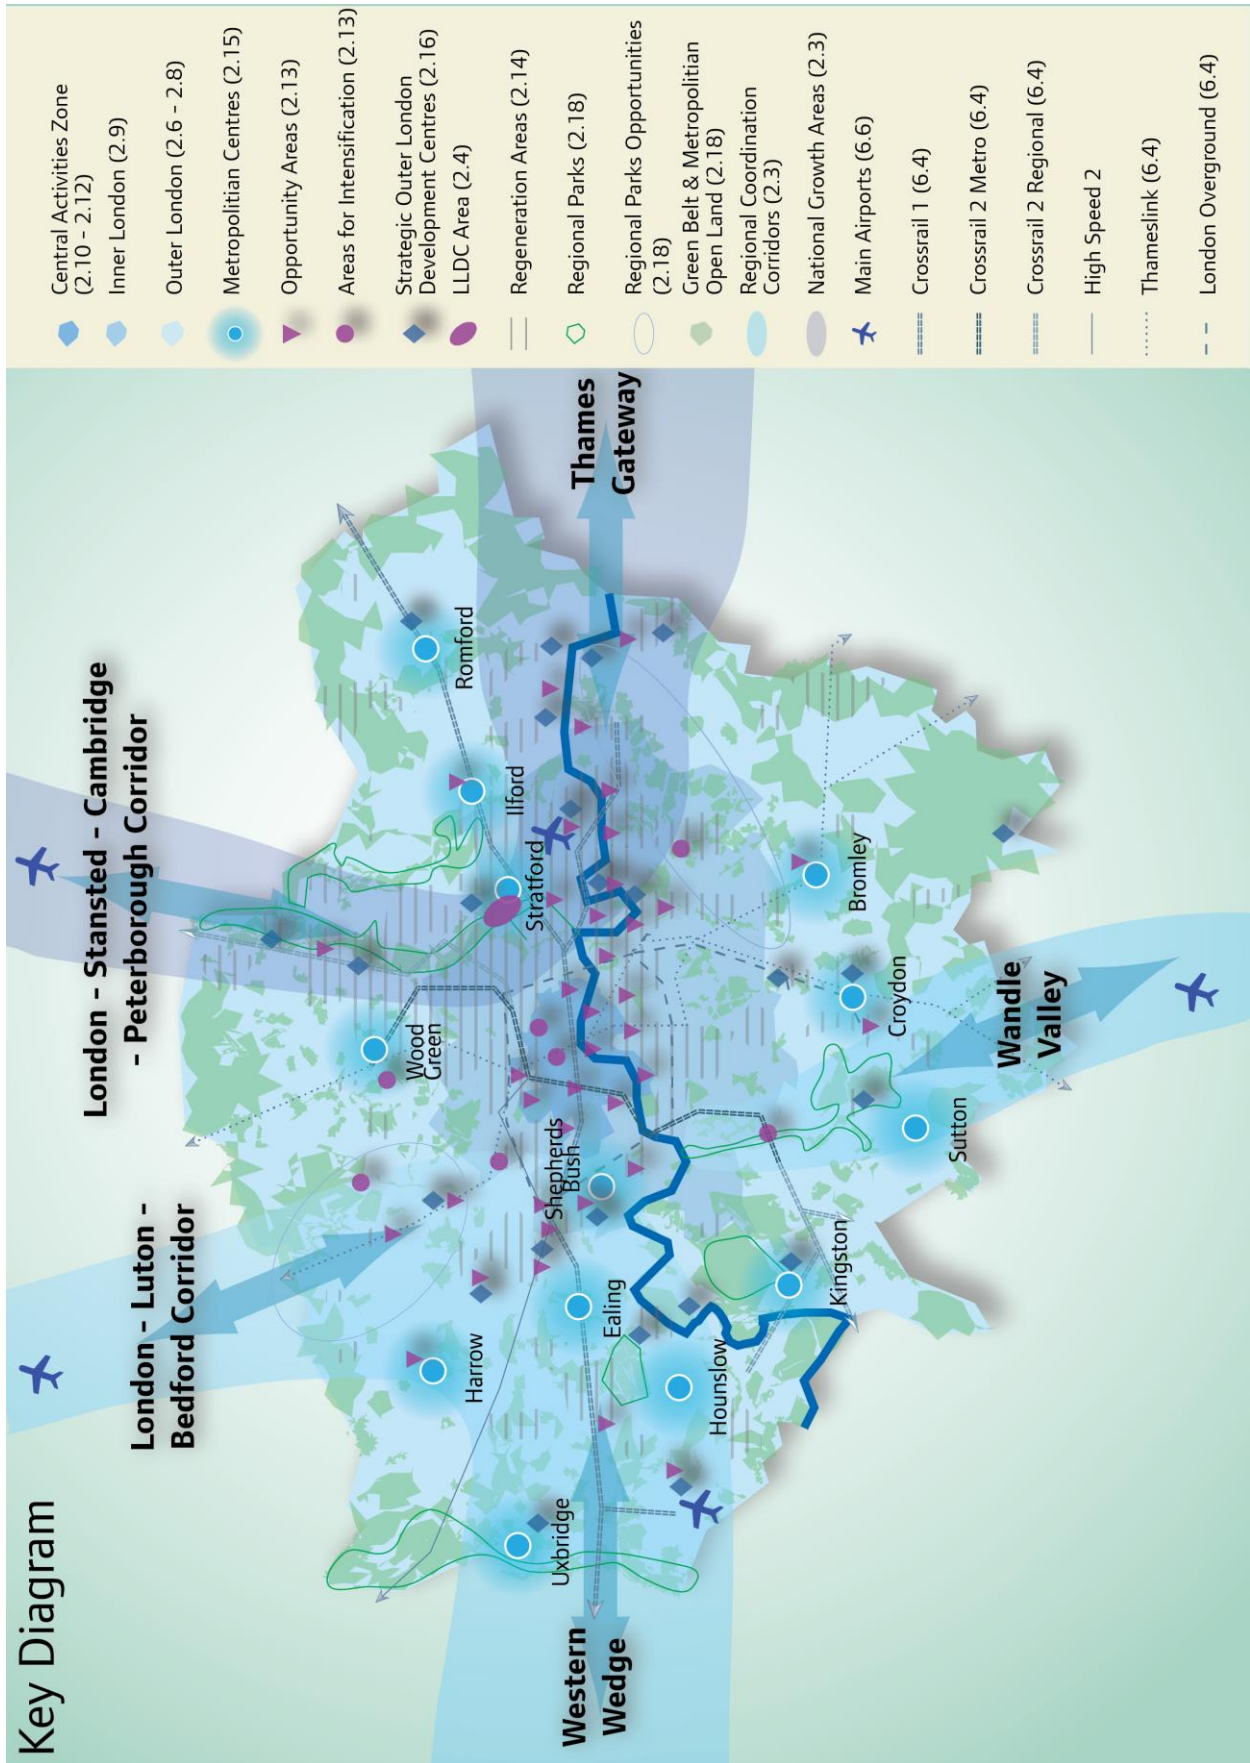 Key Diagram
London - Luton -
Bedford Corridor
London - Stansted - Cambridge
- Peterborough Corridor
Western
Wedge
Thames
Gateway
Wandle
Valley
Uxbridge
Harrow
Ealing
Hounslow
Shepherds
Bush
Wood
Green
Kingston
Sutton
Croydon
Bromley
Stratford
Ilford
Romford
Central Activities Zone
(2.10 - 2.12)
Inner London (2.9)
Outer London (2.6 - 2.8)
Metropolitian Centres (2.15)
Opportunity Areas (2.13)
Areas for Intensification (2.13)
Strategic Outer London
Development Centres (2.16)
LLDC Area (2.4)
Regeneration Areas (2.14)
Regional Parks (2.18)
Regional Parks Opportunities
(2.18)
Green Belt & Metropolitian
Open Land (2.18)
Regional Coordination
Corridors (2.3)
National Growth Areas (2.3)
Main Airports (6.6)
Crossrail 1 (6.4)
Crossrail 2 Metro (6.4)
Crossrail 2 Regional (6.4)
High Speed 2
Thameslink (6.4)
London Overground (6.4)